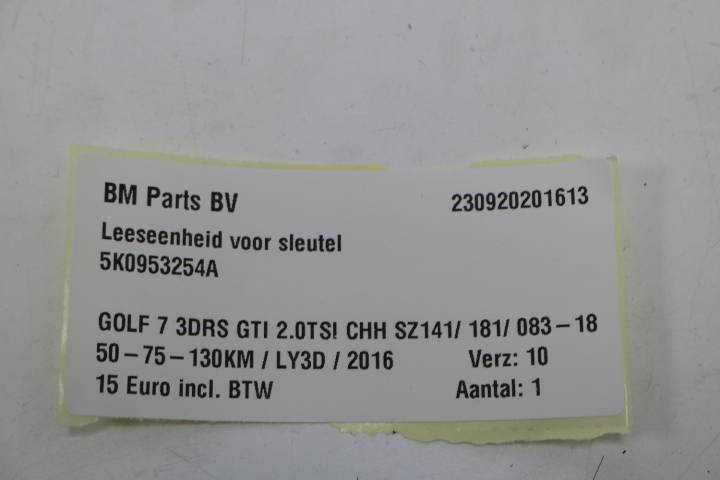 BM Parts BV 230920201613
Leeseenheid voor sleutel
5K0953254A
GOLF 7 3DRS GTI 2.0TSI CHH SZ141/ 181/ 083-18
50-75-130KM / LY3D / 2016 Verz: 10
15 Euro incl. BTW Aantal: 1